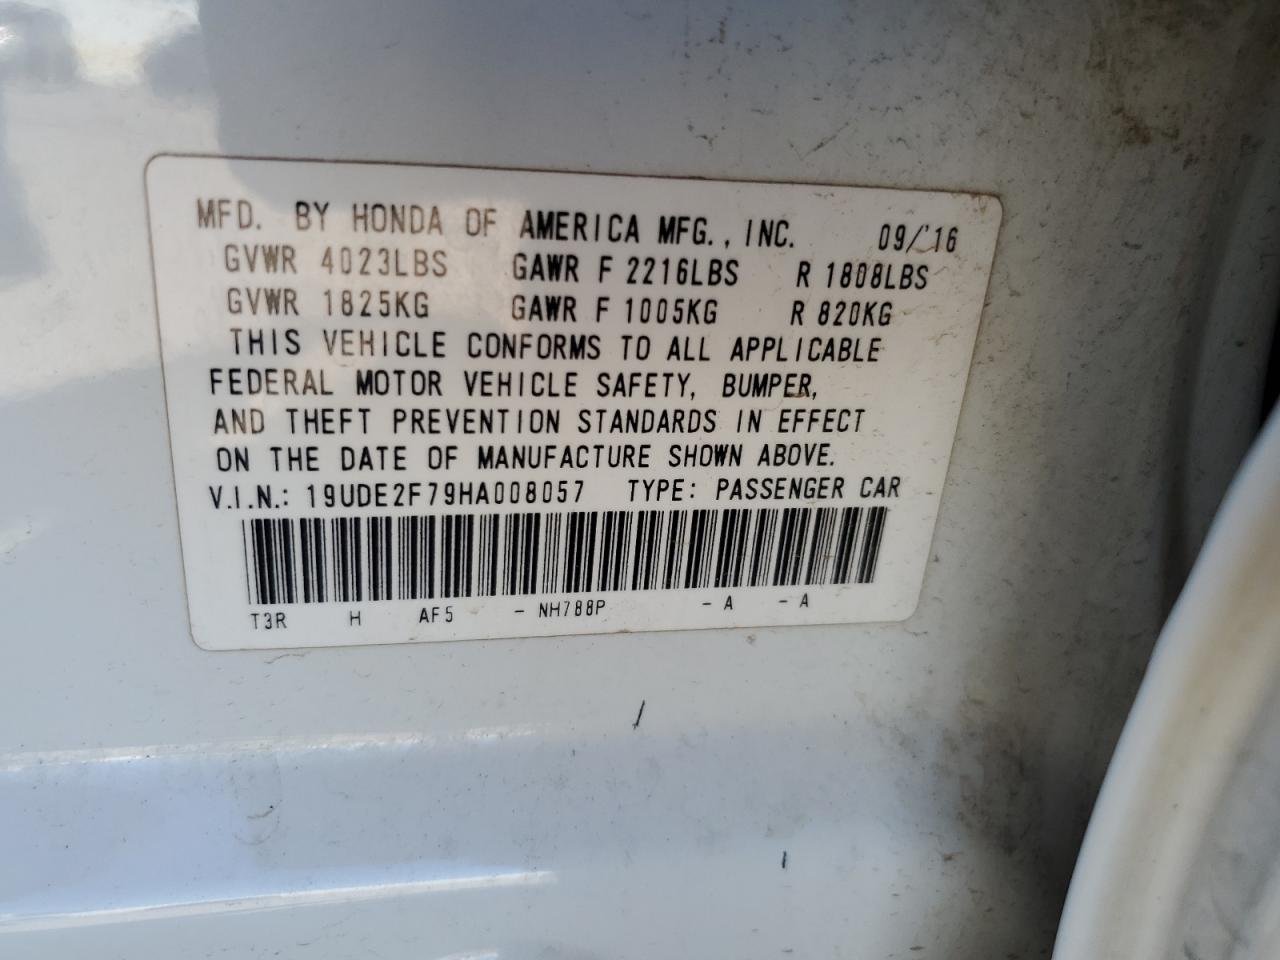 MFD. BY HONDA OF AMERICA MFG., INC. 09/'16
GVWR 4023LBS GAWR F 2216LBS R 1808LBS
GVWR 1825KG GAWR F 1005KG R 820KG
THIS VEHICLE CONFORMS TO ALL APPLICABLE
FEDERAL MOTOR VEHICLE SAFETY, BUMPER,
AND THEFT PREVENTION STANDARDS IN EFFECT
ON THE DATE OF MANUFACTURE SHOWN ABOVE.
V.I.N.: 19UDE2F79HA008057 TYPE: PASSENGER CAR
T3R H AF5 - NH788P - A - A